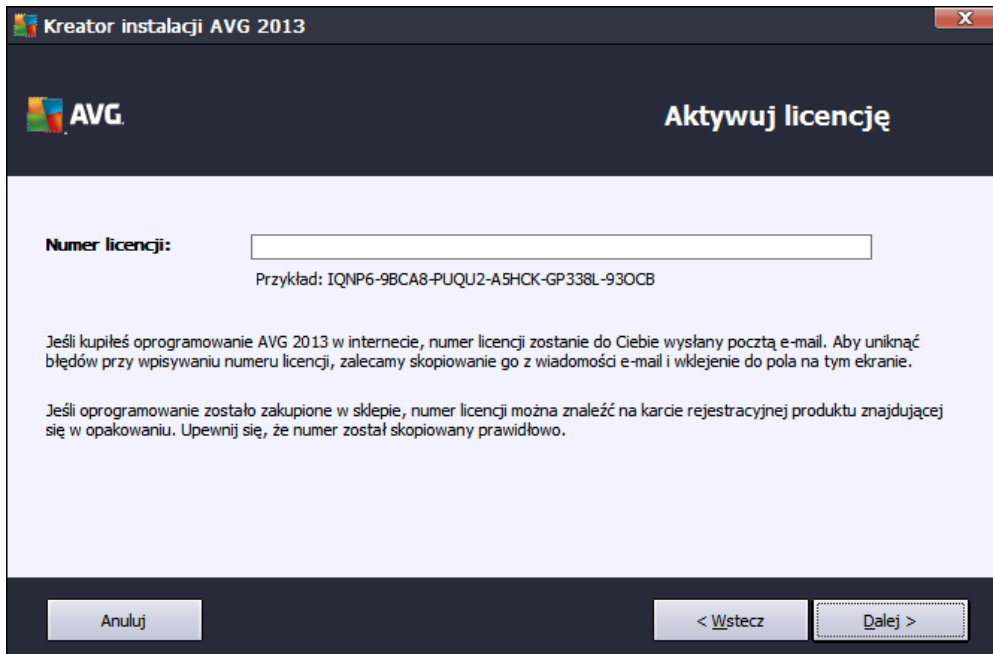 Kreator instalacji AVG 2013
X
AVG.
Aktywuj licencję
Numer licencji:
Przykład: IQNP6-9BCA8-PUQU2-A5HCK-GP338L-93OCB
Jeśli kupiłeś oprogramowanie AVG 2013 w internecie, numer licencji zostanie do Ciebie wysłany pocztą e-mail. Aby uniknąć
błędów przy wpisywaniu numeru licencji, zalecamy skopiowanie go z wiadomości e-mail i wklejenie do pola na tym ekranie.
Jeśli oprogramowanie zostało zakupione w sklepie, numer licencji można znaleźć na karcie rejestracyjnej produktu znajdującej
się w opakowaniu. Upewnij się, że numer został skopiowany prawidłowo.
Anuluj
< Wstecz
Dalej >